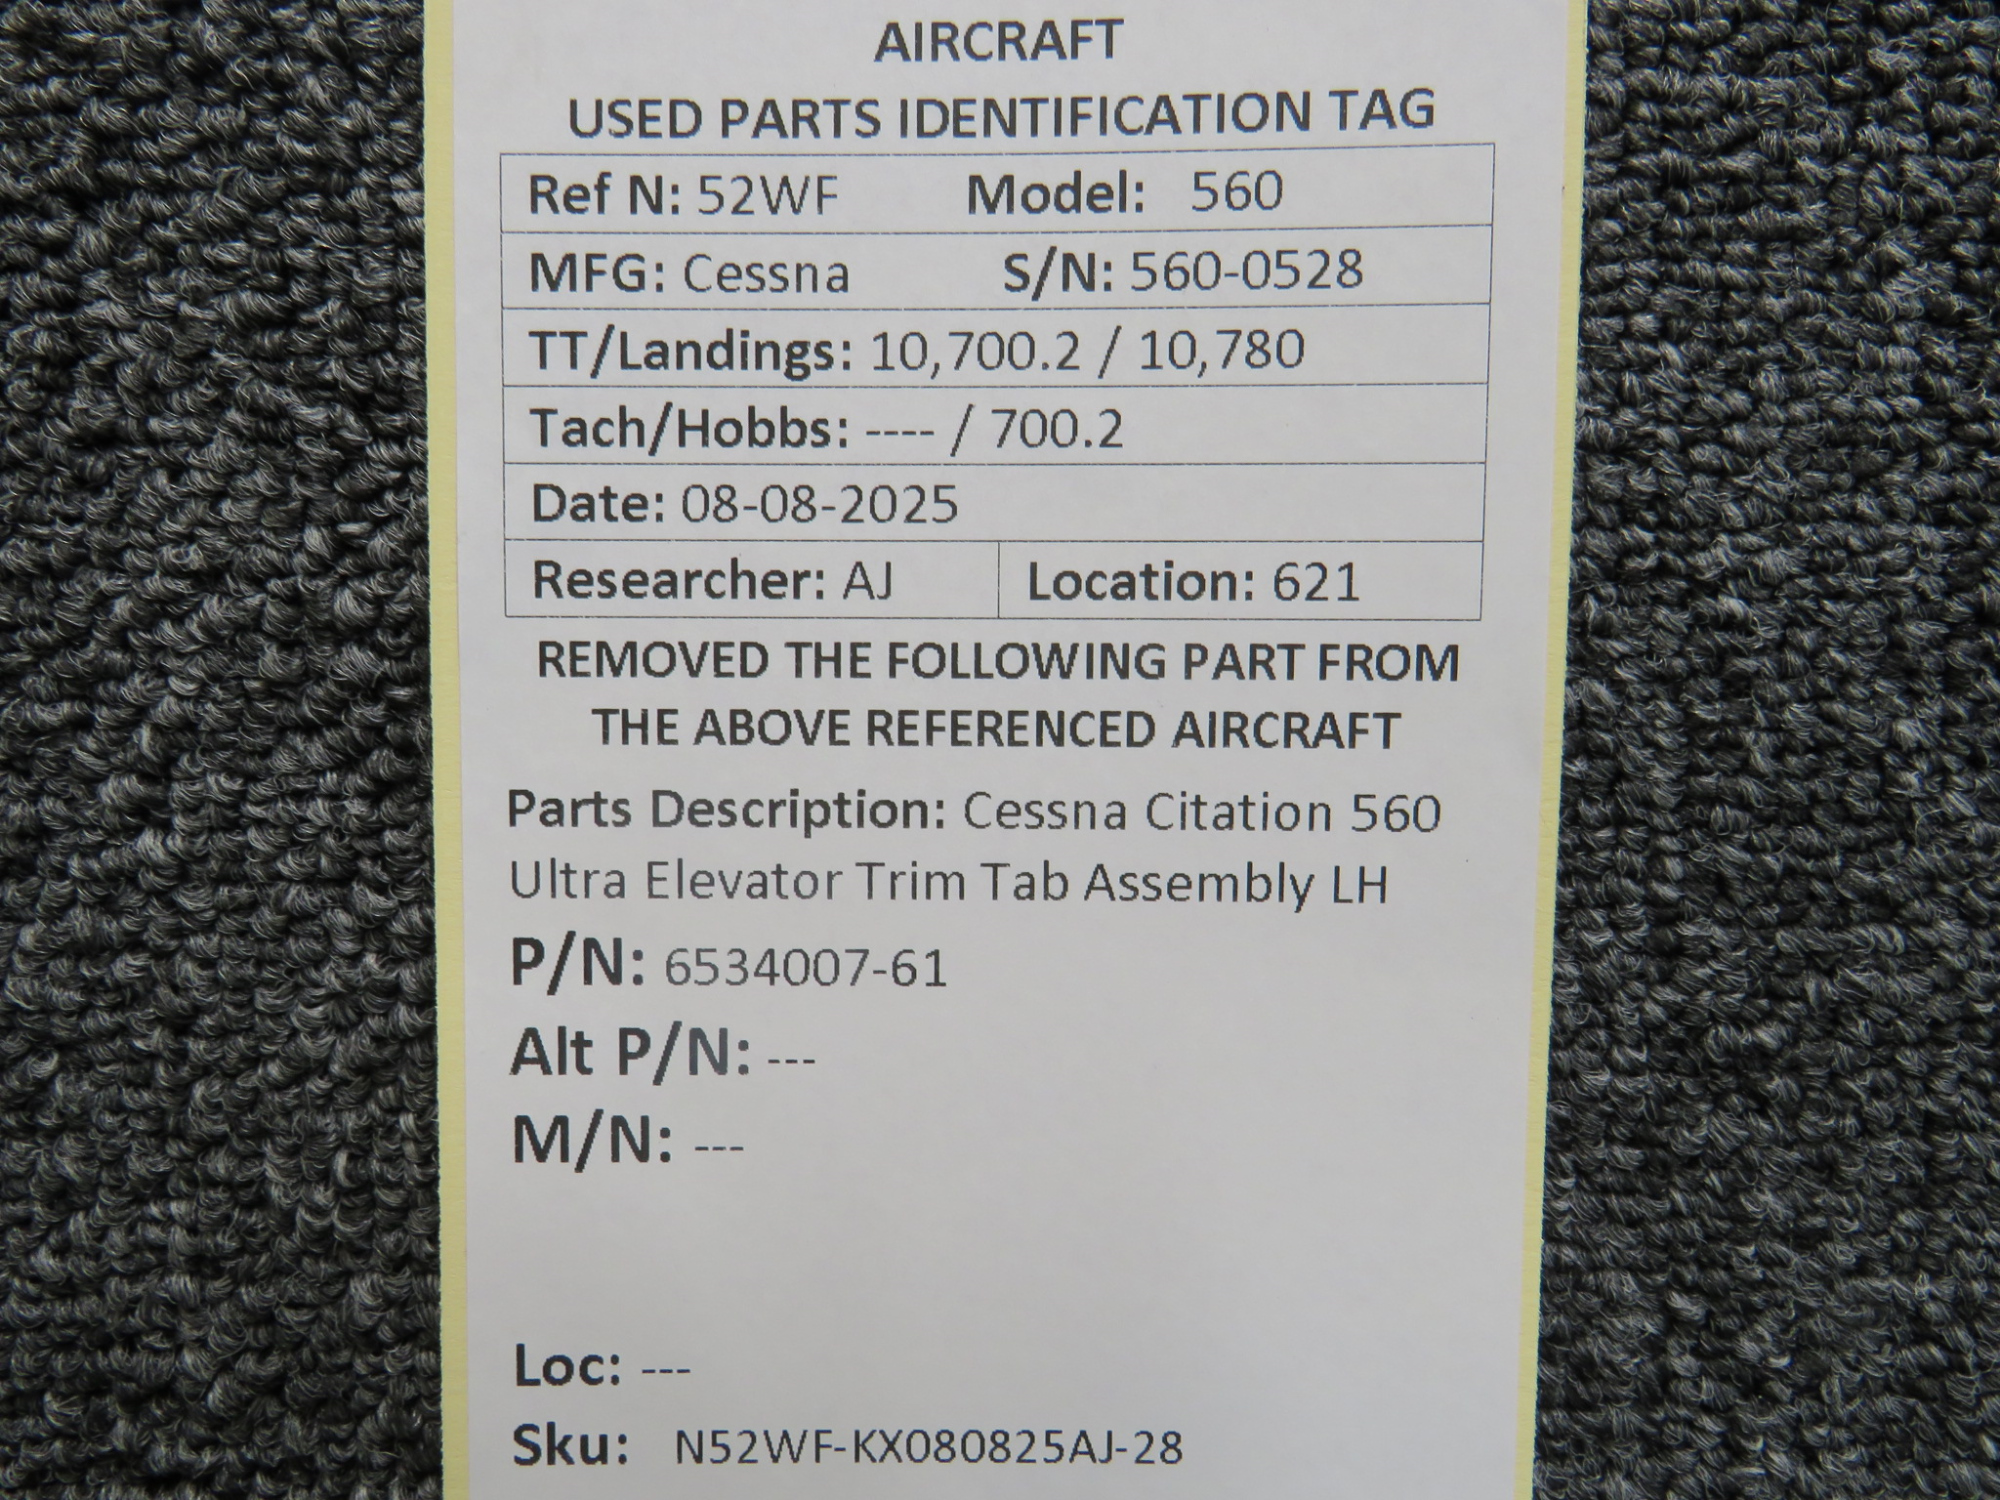 AIRCRAFT
USED PARTS IDENTIFICATION TAG
Ref N: 52WF Model: 560
MFG: Cessna S/N: 560-0528
TT/Landings: 10,700.2 / 10,780
Tach/Hobbs: ---- / 700.2
Date: 08-08-2025
Researcher: AJ Location: 621
REMOVED THE FOLLOWING PART FROM
THE ABOVE REFERENCED AIRCRAFT
Parts Description: Cessna Citation 560
Ultra Elevator Trim Tab Assembly LH
P/N: 6534007-61
Alt P/N: ---
M/N: ---
Loc: ---
Sku: N52WF-KX080825AJ-28